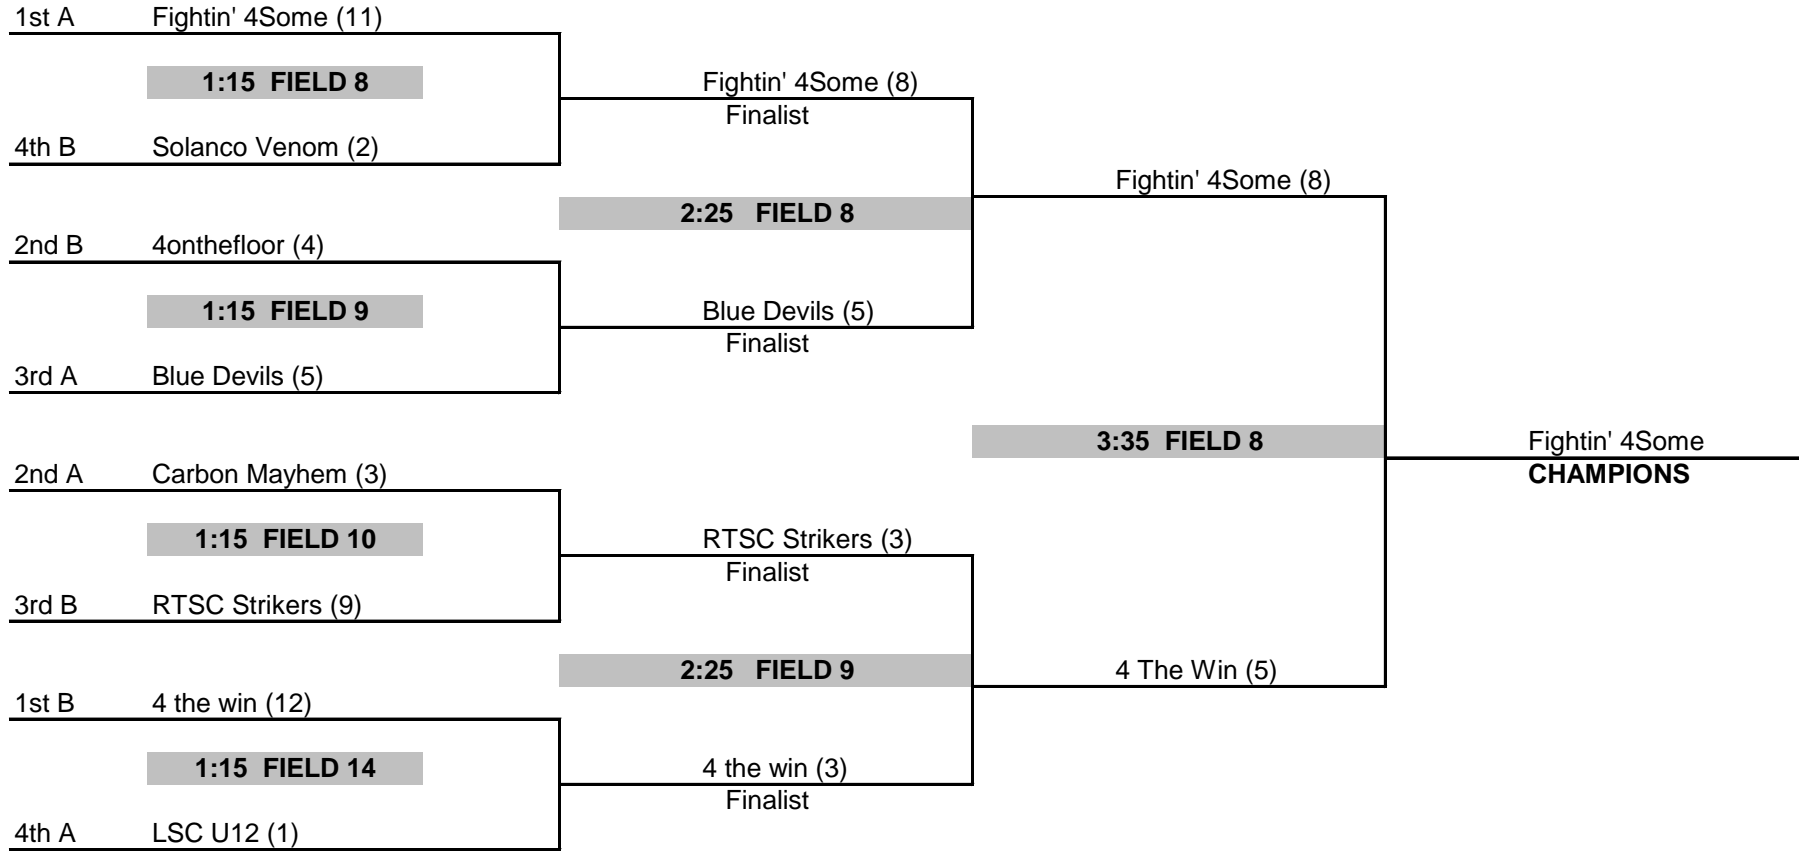 1st A Fightin' 4Some (11)
1:15 FIELD 8
Fightin' 4Some (8)
Finalist
4th B Solanco Venom (2)
Fightin' 4Some (8)
2:25 FIELD 8
2nd B 4onthefloor (4)
1:15 FIELD 9
Blue Devils (5)
Finalist
3rd A Blue Devils (5)
3:35 FIELD 8
Fightin' 4Some
CHAMPIONS
2nd A Carbon Mayhem (3)
1:15 FIELD 10
RTSC Strikers (3)
Finalist
3rd B RTSC Strikers (9)
2:25 FIELD 9
4 The Win (5)
1st B 4 the win (12)
1:15 FIELD 14
4 the win (3)
Finalist
4th A LSC U12 (1)